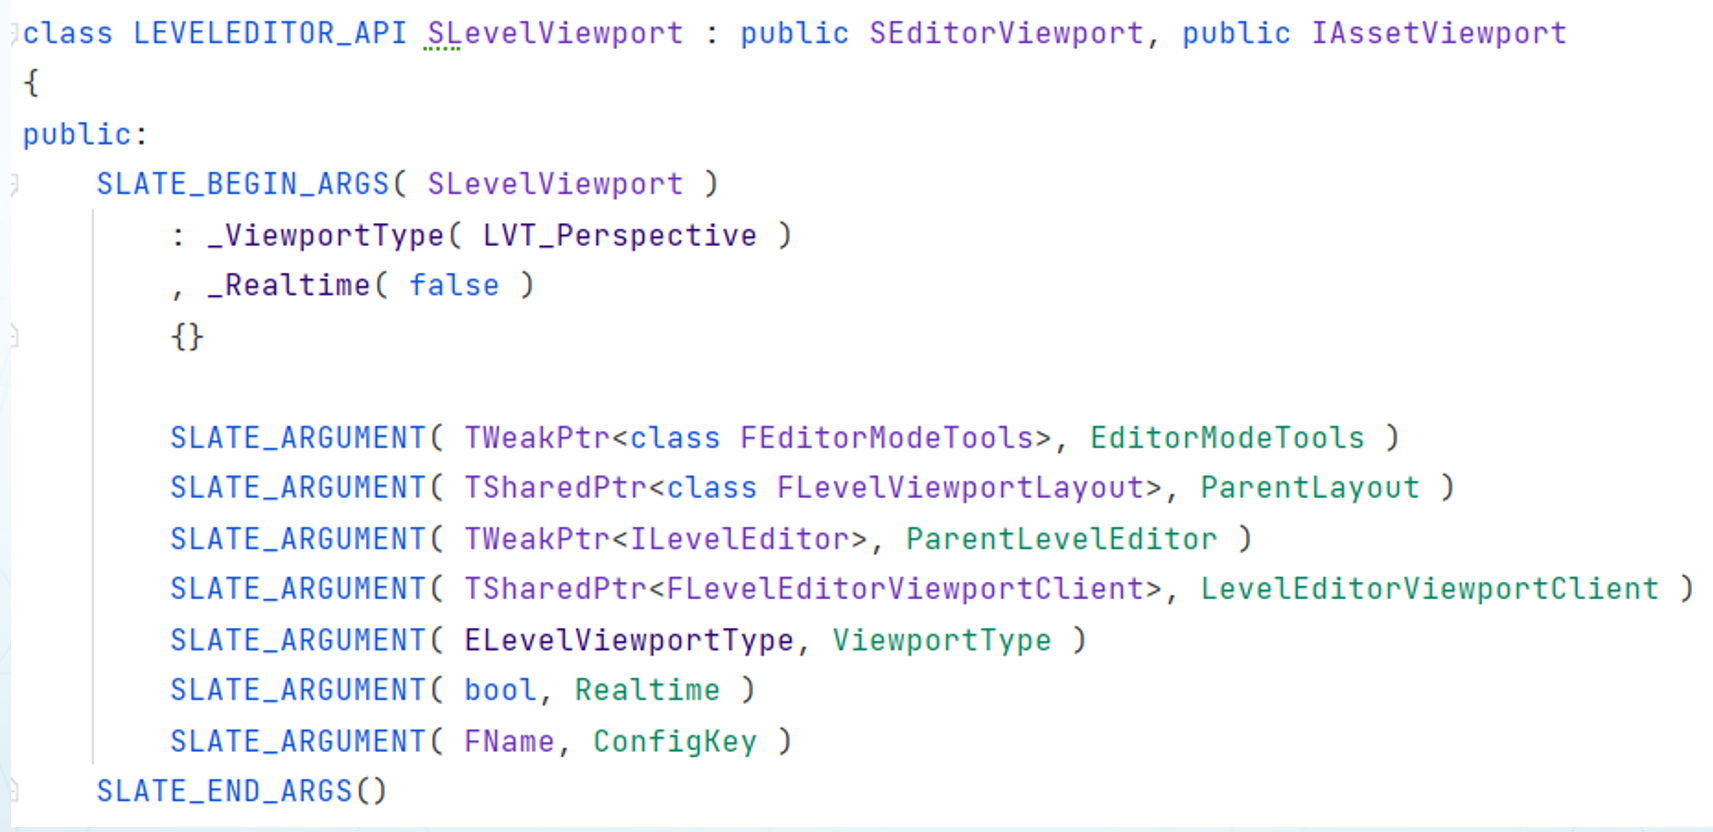 class LEVELEDITOR_API SLevelViewport : public SEditorViewport, public IAssetViewport
{
public:
    SLATE_BEGIN_ARGS( SLevelViewport )
        : _ViewportType( LVT_Perspective )
        , _Realtime( false )
        {}

        SLATE_ARGUMENT( TWeakPtr<class FEditorModeTools>, EditorModeTools )
        SLATE_ARGUMENT( TSharedPtr<class FLevelViewportLayout>, ParentLayout )
        SLATE_ARGUMENT( TWeakPtr<ILevelEditor>, ParentLevelEditor )
        SLATE_ARGUMENT( TSharedPtr<FLevelEditorViewportClient>, LevelEditorViewportClient )
        SLATE_ARGUMENT( ELevelViewportType, ViewportType )
        SLATE_ARGUMENT( bool, Realtime )
        SLATE_ARGUMENT( FName, ConfigKey )
    SLATE_END_ARGS()